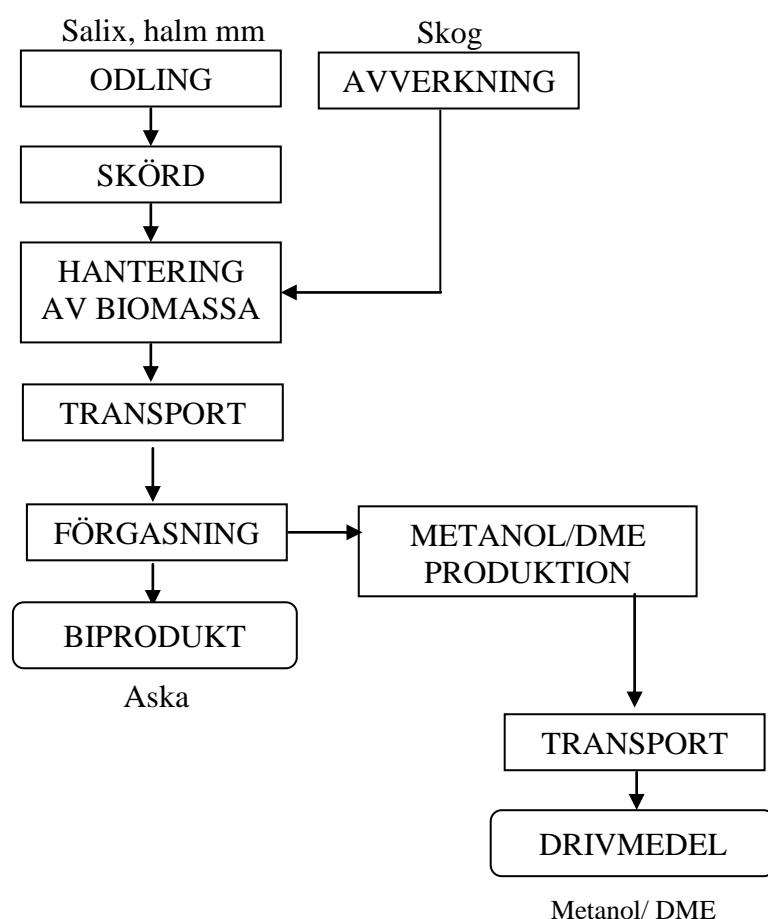 Salix, halm mm
Skog
ODLING
AVVERKNING
SKÖRD
HANTERING
AV BIOMASSA
TRANSPORT
FÖRGASNING
METANOL/DME
PRODUKTION
BIPRODUKT
Aska
TRANSPORT
DRIVMEDEL
Metanol/ DME